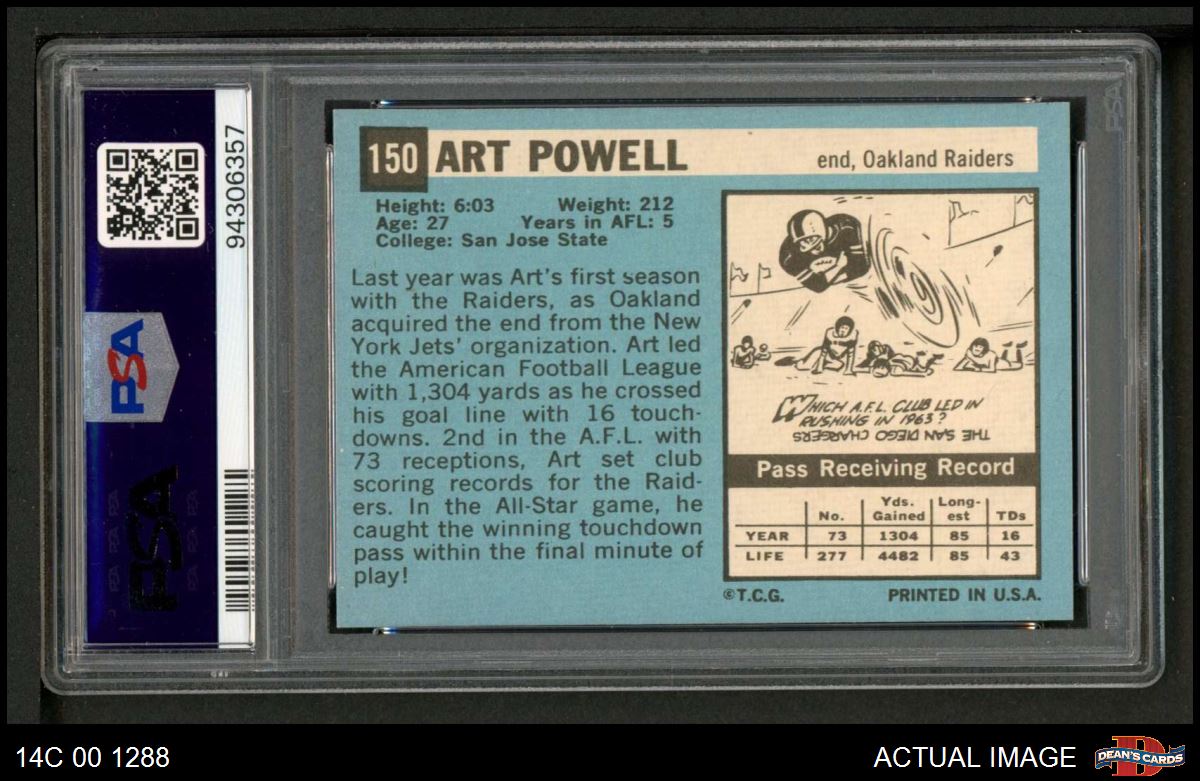 94306357
PSA
PSA
150 ART POWELL end, Oakland Raiders
Height: 6:03 Weight: 212
Age: 27 Years in AFL: 5
College: San Jose State
Last year was Art's first season
with the Raiders, as Oakland
acquired the end from the New
York Jets' organization. Art led
the American Football League
with 1,304 yards as he crossed
his goal line with 16 touch-
downs. 2nd in the A.F.L. with
73 receptions, Art set club
scoring records for the Raid-
ers. In the All-Star game, he
caught the winning touchdown
pass within the final minute of
play!
WHICH A.F.L. CLUB LED IN
RUSHING IN 1963?
THE SAN DIEGO CHARGERS
Pass Receiving Record
No. Yds. Gained Long-est TDs
YEAR 73 1304 85 16
LIFE 277 4482 85 43
©T.C.G. PRINTED IN U.S.A.
14C 00 1288 ACTUAL IMAGE DEAN'S CARDS